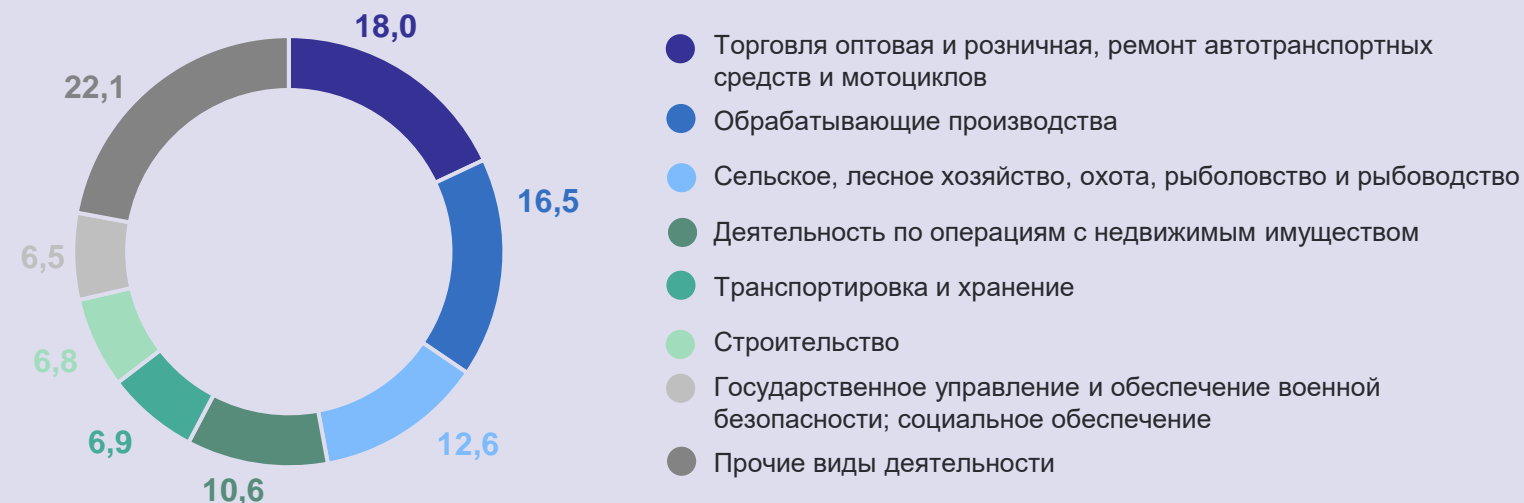 18,0
22,1
16,5
6,5
6,8
6,9
12,6
10,6
Торговля оптовая и розничная, ремонт автотранспортных
средств и мотоциклов
Обрабатывающие производства
Сельское, лесное хозяйство, охота, рыболовство и рыбоводство
Деятельность по операциям с недвижимым имуществом
Транспортировка и хранение
Строительство
Государственное управление и обеспечение военной
безопасности; социальное обеспечение
Прочие виды деятельности